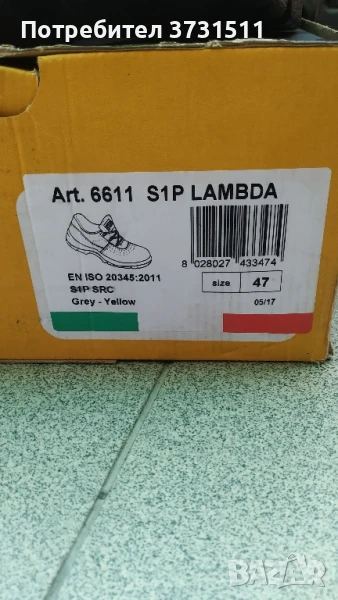 Потребител 3731511
Art. 6611 S1P LAMBDA
8 028027 433474
EN ISO 20345:2011
S1P SRC
Grey - Yellow
size 47
05/17
BAZAR